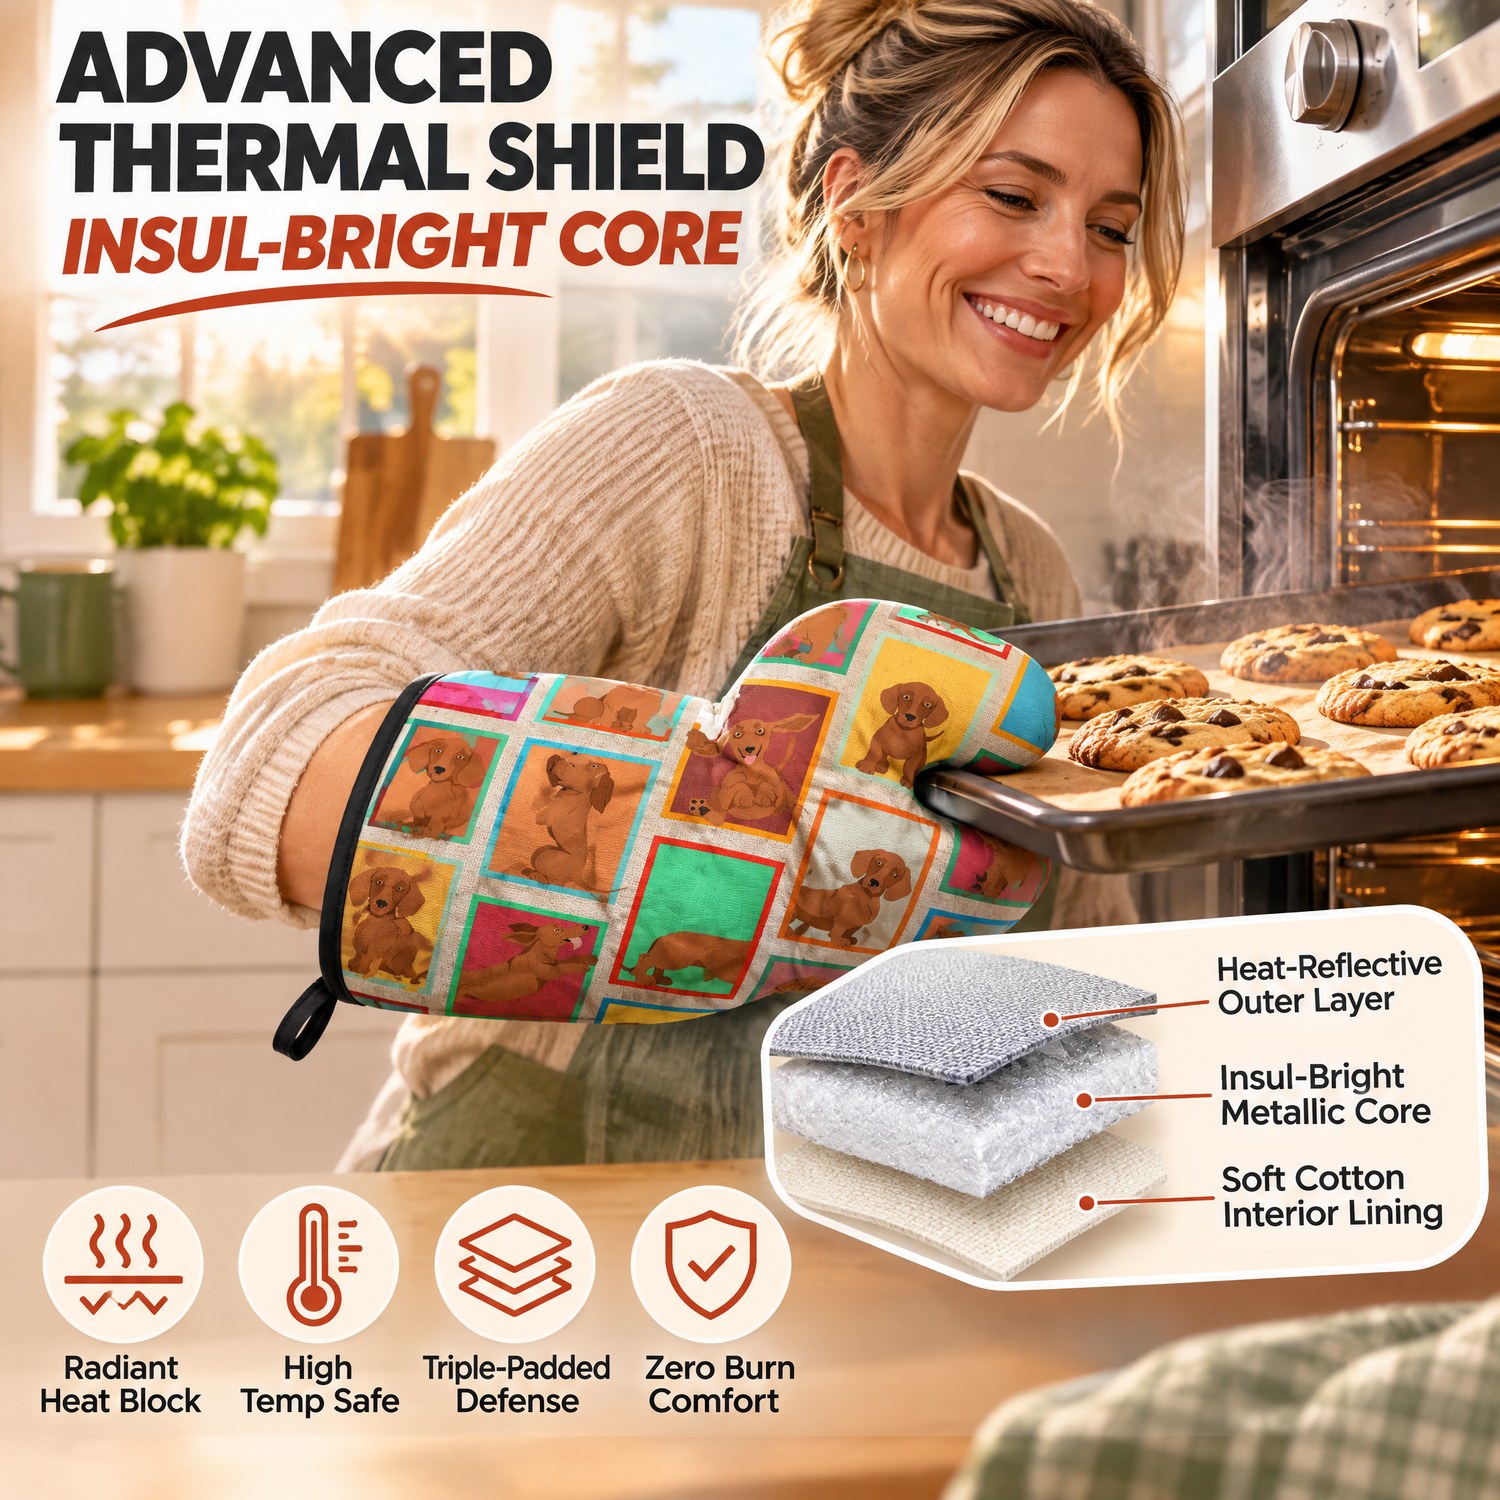 ADVANCED
THERMAL SHIELD
INSUL-BRIGHT CORE
Heat-Reflective
Outer Layer
Insul-Bright
Metallic Core
Soft Cotton
Interior Lining
Radiant
Heat Block
High
Temp Safe
Triple-Padded
Defense
Zero Burn
Comfort